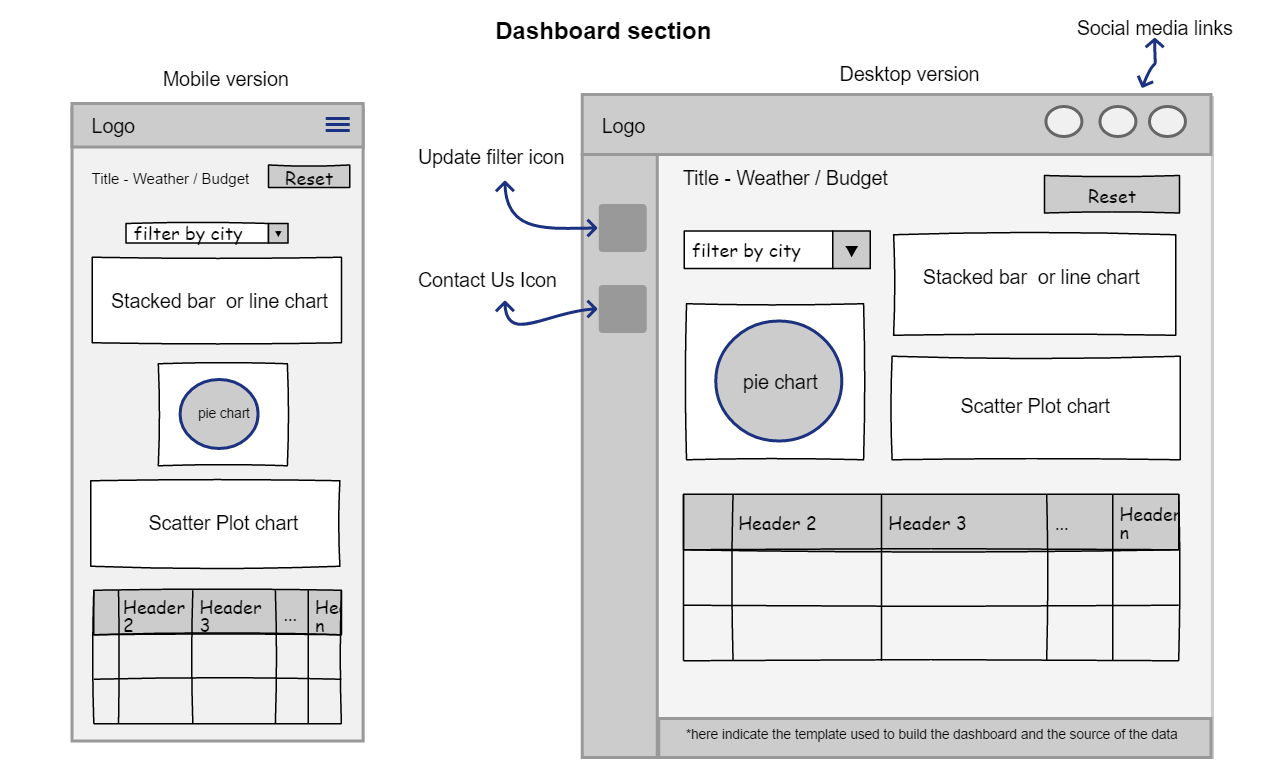 Dashboard section
Social media links
Mobile version
Desktop version
Logo
Title - Weather / Budget
Reset
filter by city
Stacked bar or line chart
pie chart
Scatter Plot chart
Header
2
Header
3
...
He
n
Update filter icon
Contact Us Icon
Logo
Title - Weather / Budget
Reset
filter by city
Stacked bar or line chart
pie chart
Scatter Plot chart
Header 2
Header 3
...
Header
n
*here indicate the template used to build the dashboard and the source of the data